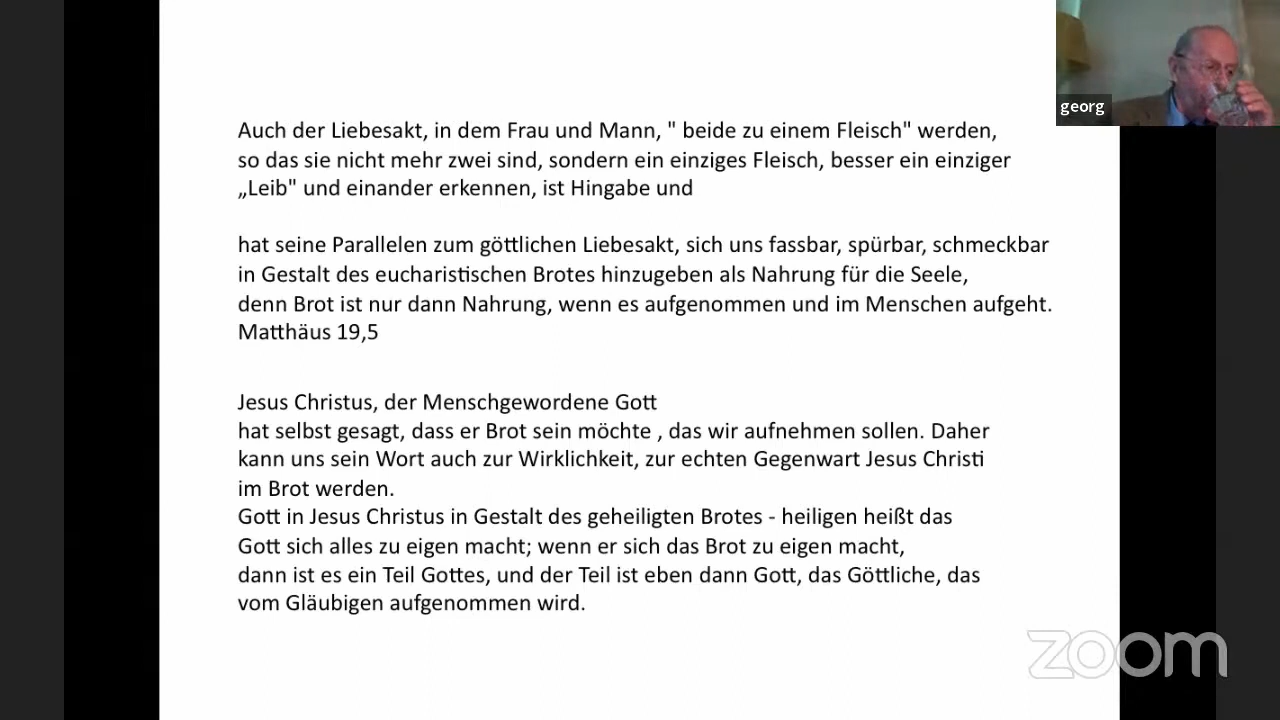 georg
Auch der Liebesakt, in dem Frau und Mann, " beide zu einem Fleisch" werden,
so das sie nicht mehr zwei sind, sondern ein einziges Fleisch, besser ein einziger
„Leib" und einander erkennen, ist Hingabe und
hat seine Parallelen zum göttlichen Liebesakt, sich uns fassbar, spürbar, schmeckbar
in Gestalt des eucharistischen Brotes hinzugeben als Nahrung für die Seele,
denn Brot ist nur dann Nahrung, wenn es aufgenommen und im Menschen aufgeht.
Matthäus 19,5
Jesus Christus, der Menschgewordene Gott
hat selbst gesagt, dass er Brot sein möchte , das wir aufnehmen sollen. Daher
kann uns sein Wort auch zur Wirklichkeit, zur echten Gegenwart Jesus Christi
im Brot werden.
Gott in Jesus Christus in Gestalt des geheiligten Brotes - heiligen heißt das
Gott sich alles zu eigen macht; wenn er sich das Brot zu eigen macht,
dann ist es ein Teil Gottes, und der Teil ist eben dann Gott, das Göttliche, das
vom Gläubigen aufgenommen wird.
zoom